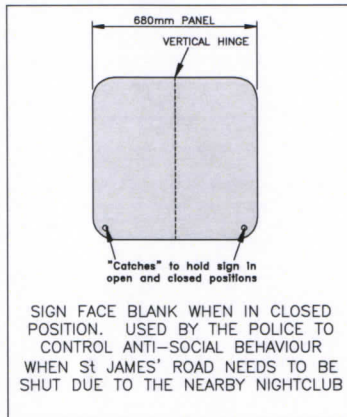 680mm PANEL
VERTICAL HINGE
"Catches" to hold sign in
open and closed positions
SIGN FACE BLANK WHEN IN CLOSED
POSITION. USED BY THE POLICE TO
CONTROL ANTI-SOCIAL BEHAVIOUR
WHEN St JAMES' ROAD NEEDS TO BE
SHUT DUE TO THE NEARBY NIGHTCLUB